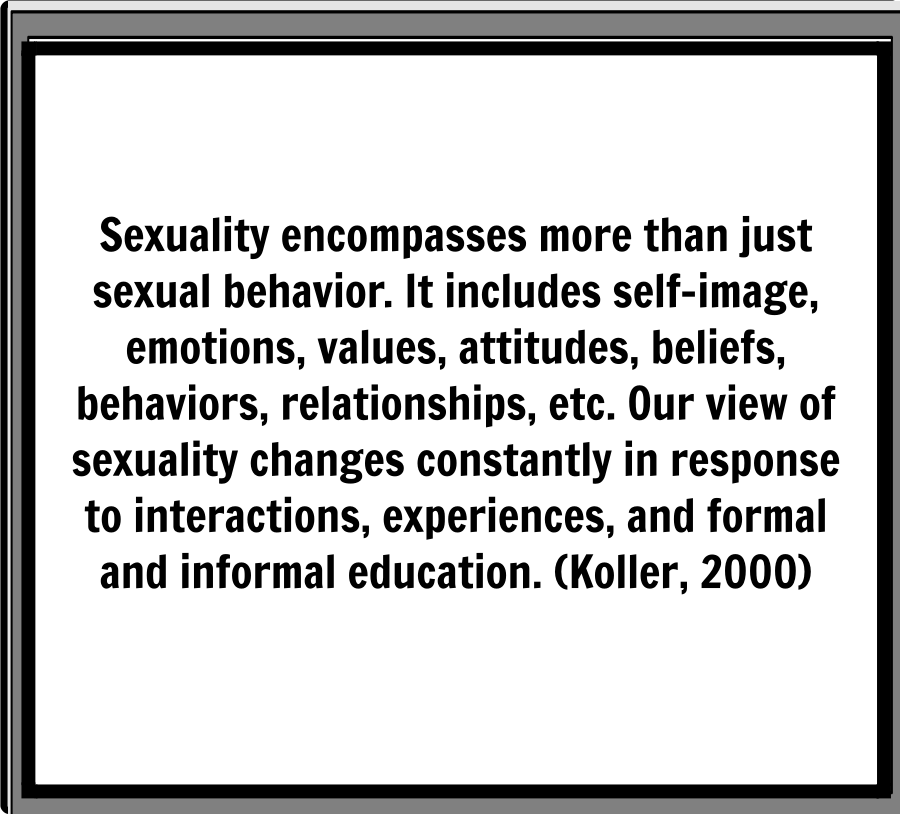 Sexuality encompasses more than just
sexual behavior. It includes self-image,
emotions, values, attitudes, beliefs,
behaviors, relationships, etc. Our view of
sexuality changes constantly in response
to interactions, experiences, and formal
and informal education. (Koller, 2000)